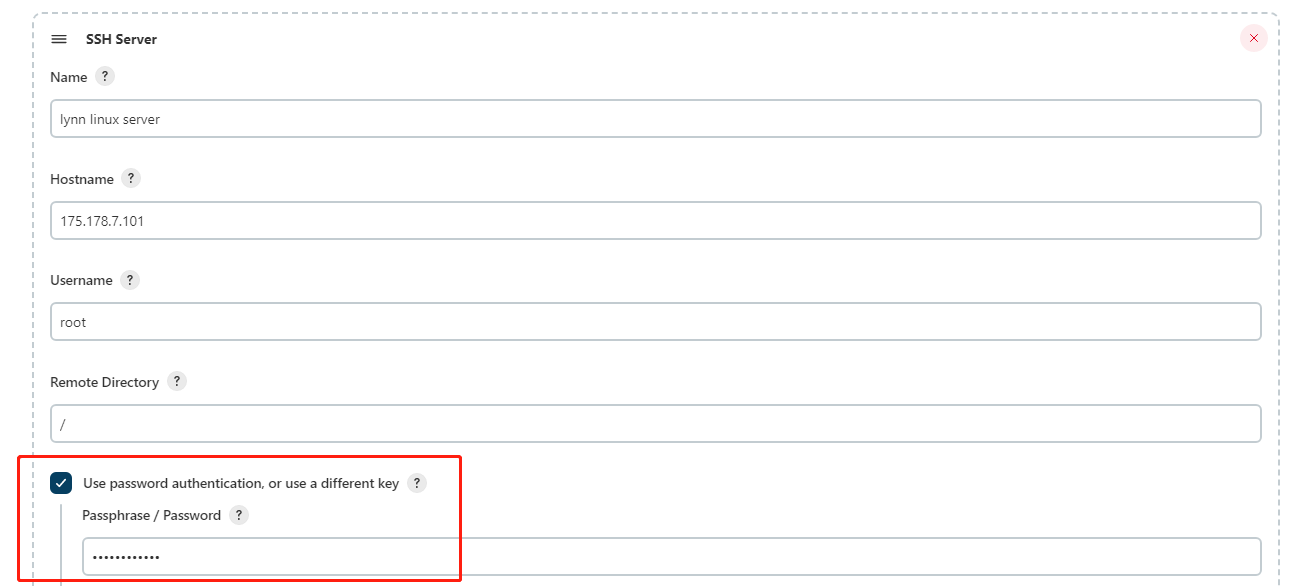 SSH Server
Name ?
lynn linux server
Hostname ?
175.178.7.101
Username ?
root
Remote Directory ?
/
Use password authentication, or use a different key ?
Passphrase / Password ?
••••••••••••